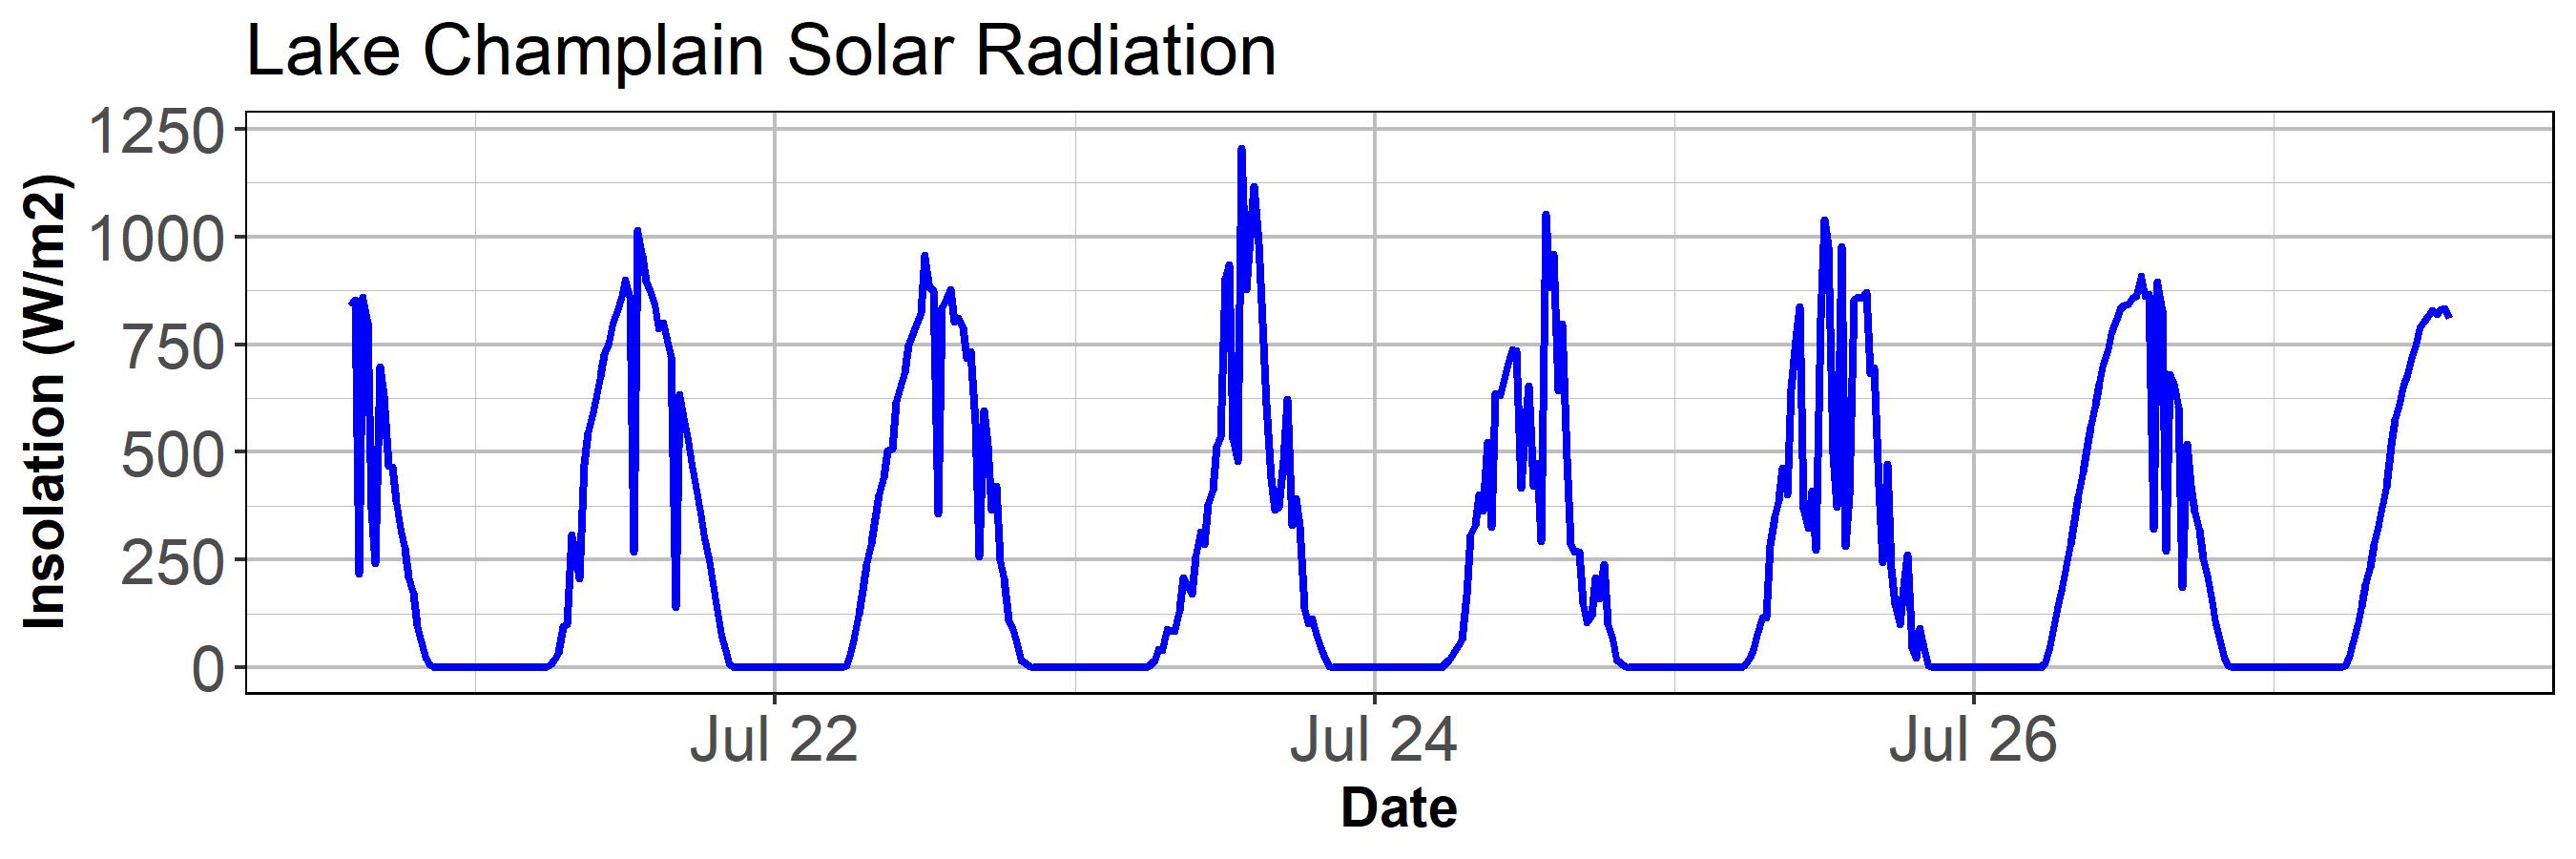 Lake Champlain Solar Radiation
Insolation (W/m2)
1250
1000
750
500
250
0
Jul 22
Jul 24
Jul 26
Date